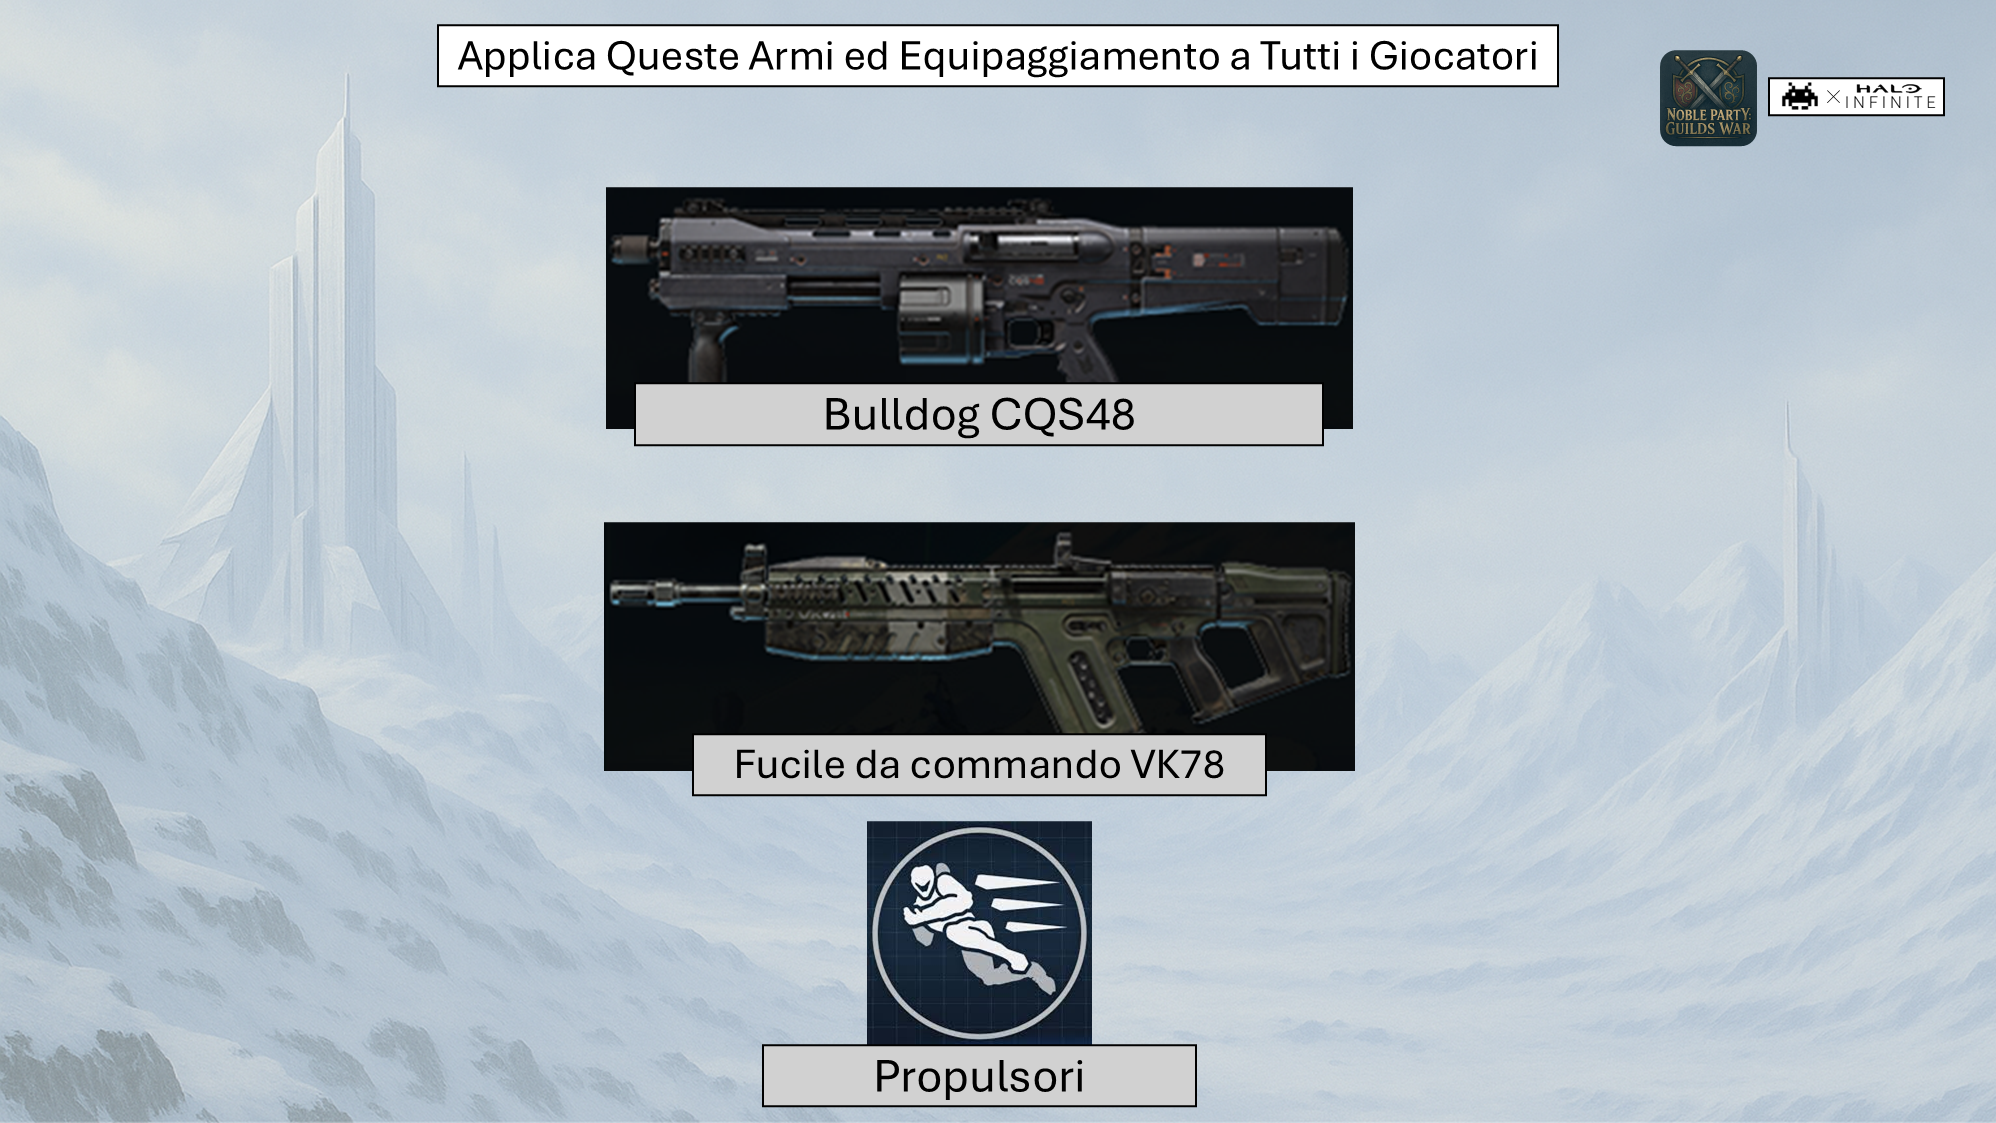 Applica Queste Armi ed Equipaggiamento a Tutti i Giocatori
NOBLE PARTY:
GUILDS WAR
× HALO
INFINITE
Bulldog CQS48
Fucile da commando VK78
Propulsori